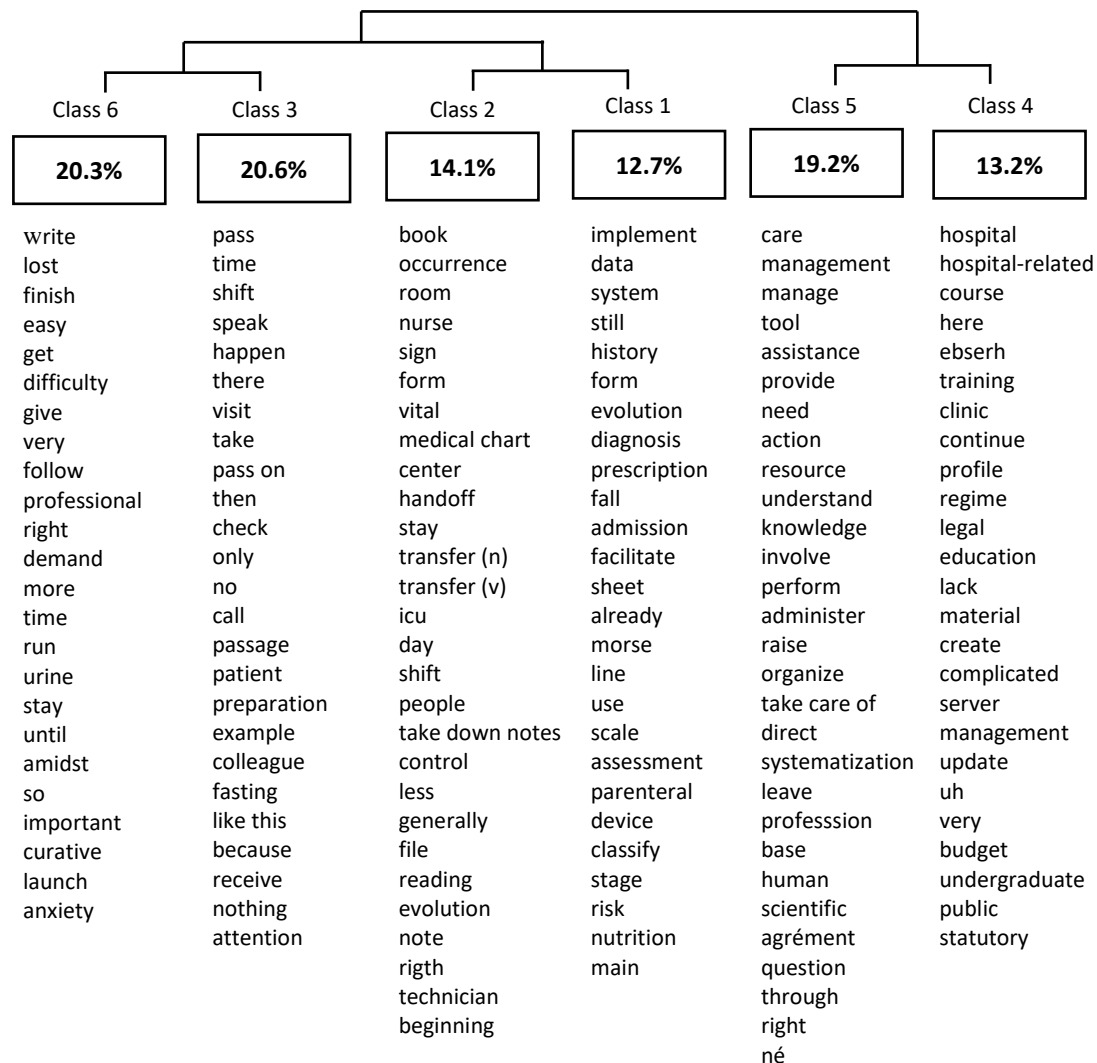 Class 6
Class 3
Class 2
Class 1
Class 5
Class 4
20.3%
20.6%
14.1%
12.7%
19.2%
13.2%
write
lost
finish
easy
get
difficulty
give
very
follow
professional
right
demand
more
time
run
urine
stay
until
amidst
so
important
curative
launch
anxiety
pass
time
shift
speak
happen
there
visit
take
pass on
then
check
only
no
call
passage
patient
preparation
example
colleague
fasting
like this
because
receive
nothing
attention
book
occurrence
room
nurse
sign
form
vital
medical chart
center
handoff
stay
transfer (n)
transfer (v)
icu
day
shift
people
take down notes
control
less
generally
file
reading
evolution
note
rigth
technician
beginning
implement
data
system
still
history
form
evolution
diagnosis
prescription
fall
admission
facilitate
sheet
already
morse
line
use
scale
assessment
parenteral
device
classify
stage
risk
nutrition
main
care
management
manage
tool
assistance
provide
need
action
resource
understand
knowledge
involve
perform
administer
raise
organize
take care of
direct
systematization
leave
professsion
base
human
scientific
agrément
question
through
right
né
hospital
hospital-related
course
here
ebserh
training
clinic
continue
profile
regime
legal
education
lack
material
create
complicated
server
management
update
uh
very
budget
undergraduate
public
statutory